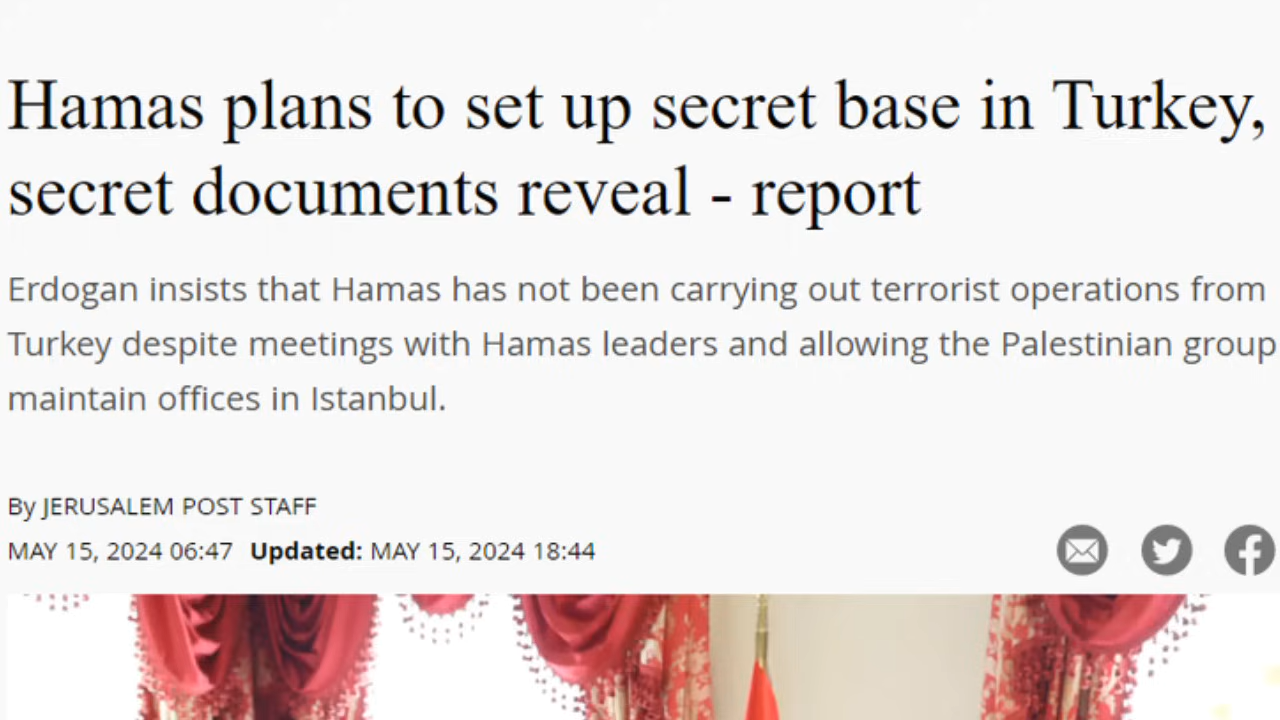 Hamas plans to set up secret base in Turkey,
secret documents reveal - report
Erdogan insists that Hamas has not been carrying out terrorist operations from
Turkey despite meetings with Hamas leaders and allowing the Palestinian group
maintain offices in Istanbul.
By JERUSALEM POST STAFF
MAY 15, 2024 06:47 Updated: MAY 15, 2024 18:44